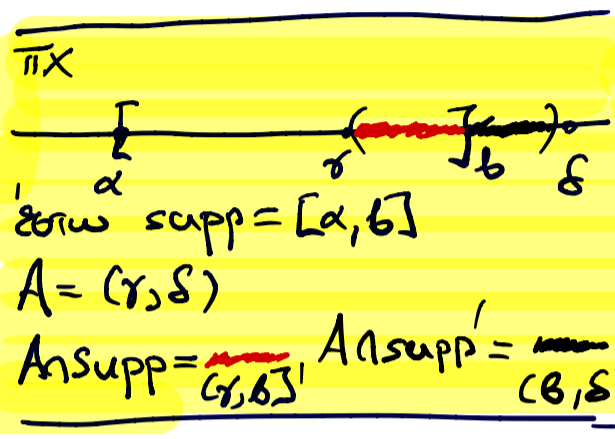 πχ
[ ( ] )
α γ β δ
έστω supp = [α, β]
A = (γ, δ)
A∩supp = (γ, β]' A∩supp' = (β, δ